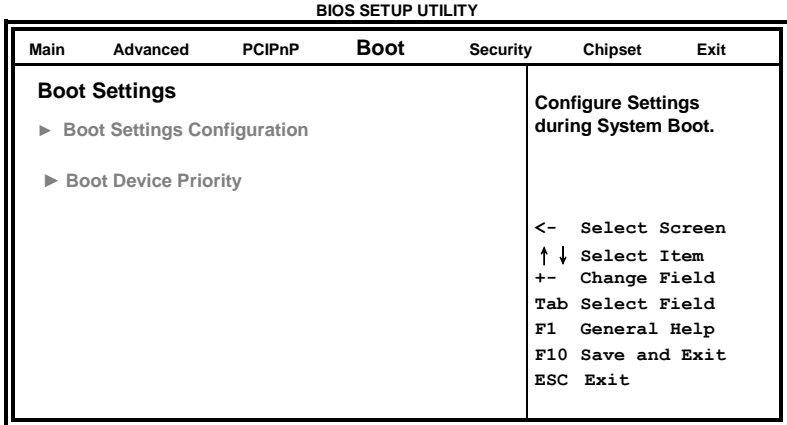 BIOS SETUP UTILITY
Main Advanced PCIPnP Boot Security Chipset Exit
Boot Settings
► Boot Settings Configuration
► Boot Device Priority
Configure Settings
during System Boot.
<- Select Screen
↑↓ Select Item
+- Change Field
Tab Select Field
F1 General Help
F10 Save and Exit
ESC Exit